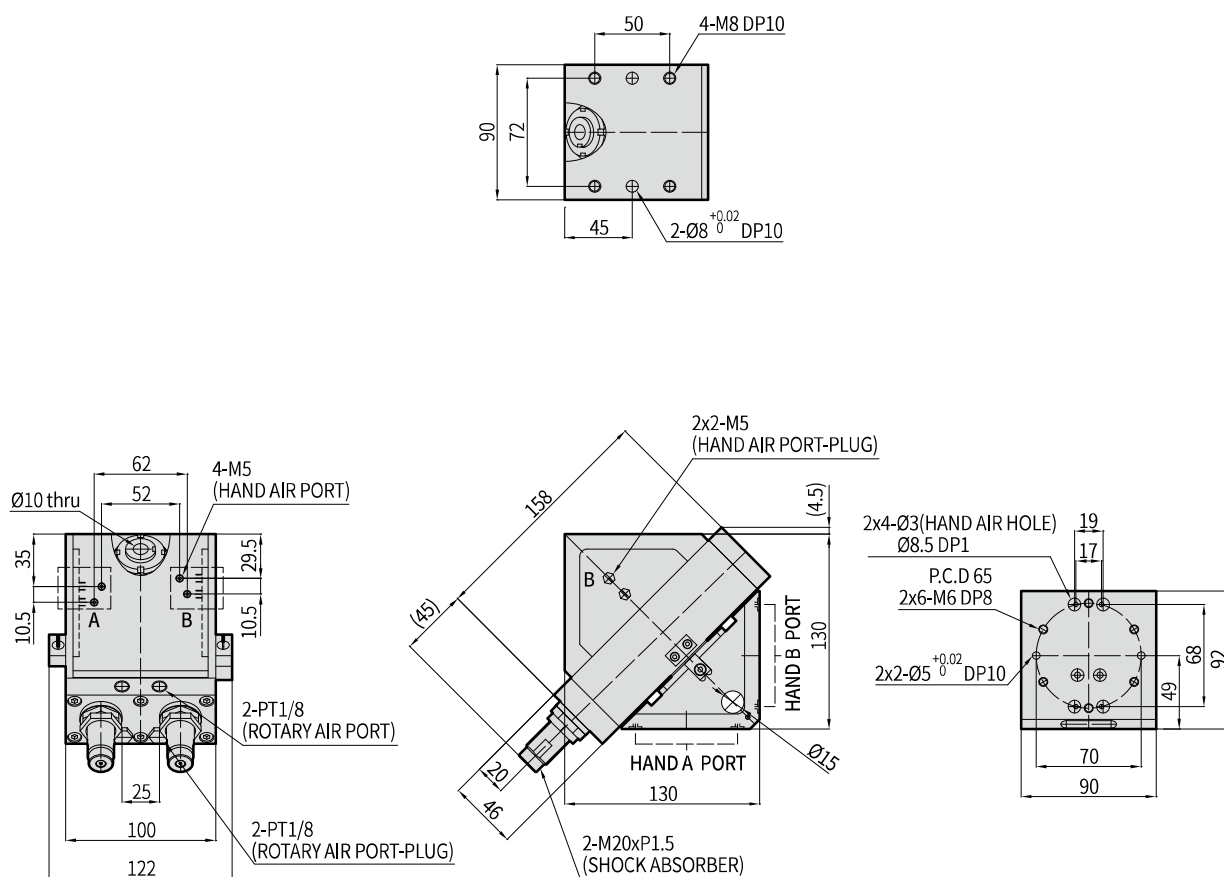 50
4-M8 DP10
90
72
45
2-Ø8 +0.02 0 DP10
62
4-M5
(HAND AIR PORT)
52
Ø10 thru
35
10.5
29.5
10.5
A
B
2-PT1/8
(ROTARY AIR PORT)
25
100
122
2-PT1/8
(ROTARY AIR PORT-PLUG)
2x2-M5
(HAND AIR PORT-PLUG)
158
(4.5)
(45)
B
130
HAND B PORT
HAND A PORT
Ø15
20
46
130
2-M20xP1.5
(SHOCK ABSORBER)
2x4-Ø3(HAND AIR HOLE)
Ø8.5 DP1
19
17
P.C.D 65
2x6-M6 DP8
2x2-Ø5 +0.02 0 DP10
49
68
92
70
90